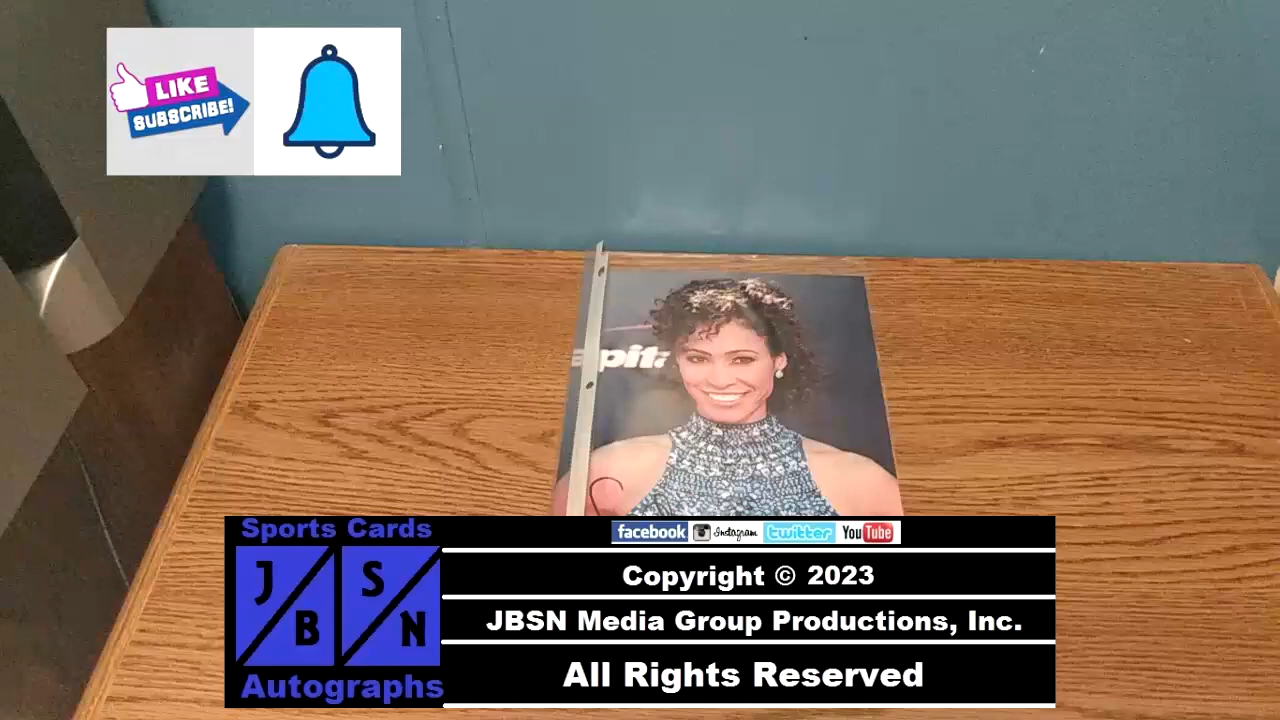 LIKE
SUBSCRIBE!
apit
Sports Cards
J
B
S
N
Autographs
facebook
Instagram
twitter
YouTube
Copyright © 2023
JBSN Media Group Productions, Inc.
All Rights Reserved